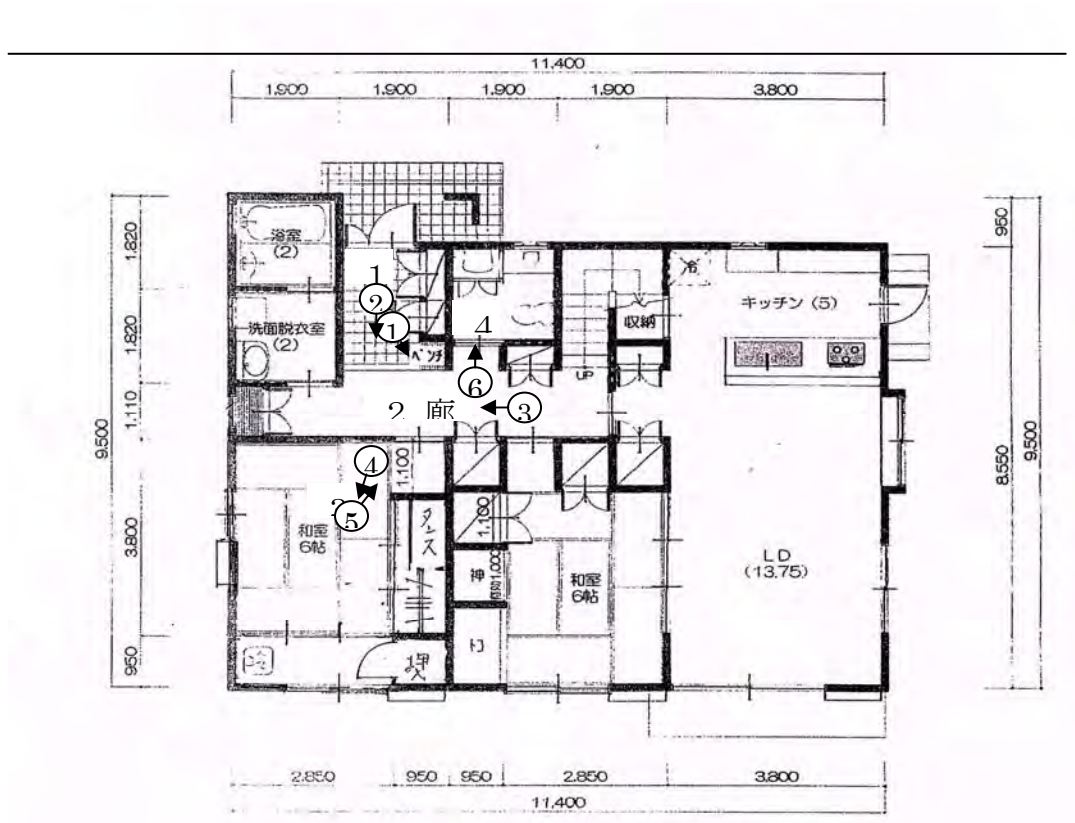 11,400
1,900 1,900 1,900 1,900 3,800
浴室
(2)
1
②
①
4
冷
収納
キッチン (5)
洗面脱衣室
(2)
ベンチ
UP
⑥
2 廊
③
④
⑤
1,100
和室
6帖
タンス
1,100
押
1,000
トコ
和室
6帖
LD
(13.75)
押入
9,500
1,820
1,820
1,110
3,800
950
950
8,550
9,500
2,850 950 950 2,850 3,800
11,400